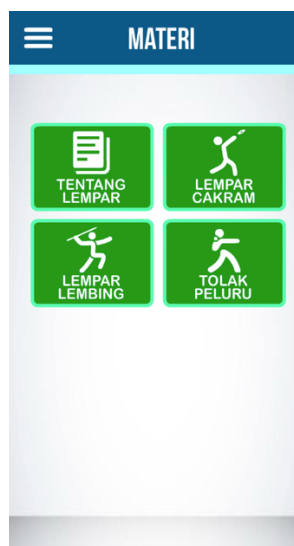 MATERI
TENTANG
LEMPAR
LEMPAR
CAKRAM
LEMPAR
LEMBING
TOLAK
PELURU